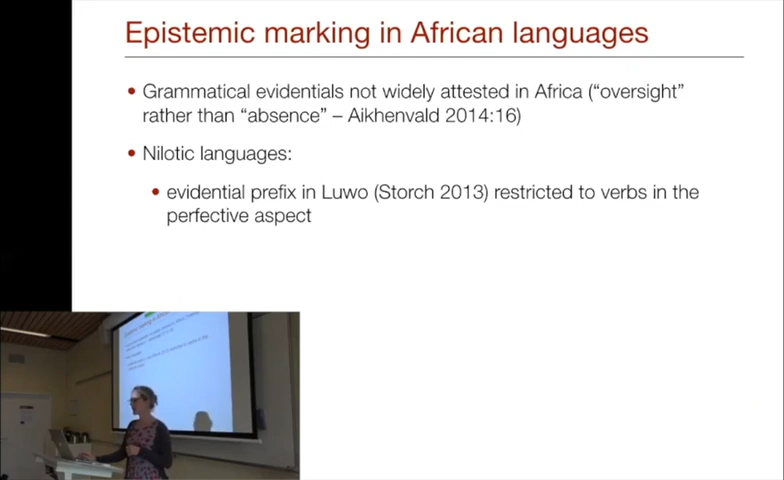 Epistemic marking in African languages
• Grammatical evidentials not widely attested in Africa (“oversight”
rather than “absence” – Aikhenvald 2014:16)
• Nilotic languages:
• evidential prefix in Luwo (Storch 2013) restricted to verbs in the
perfective aspect